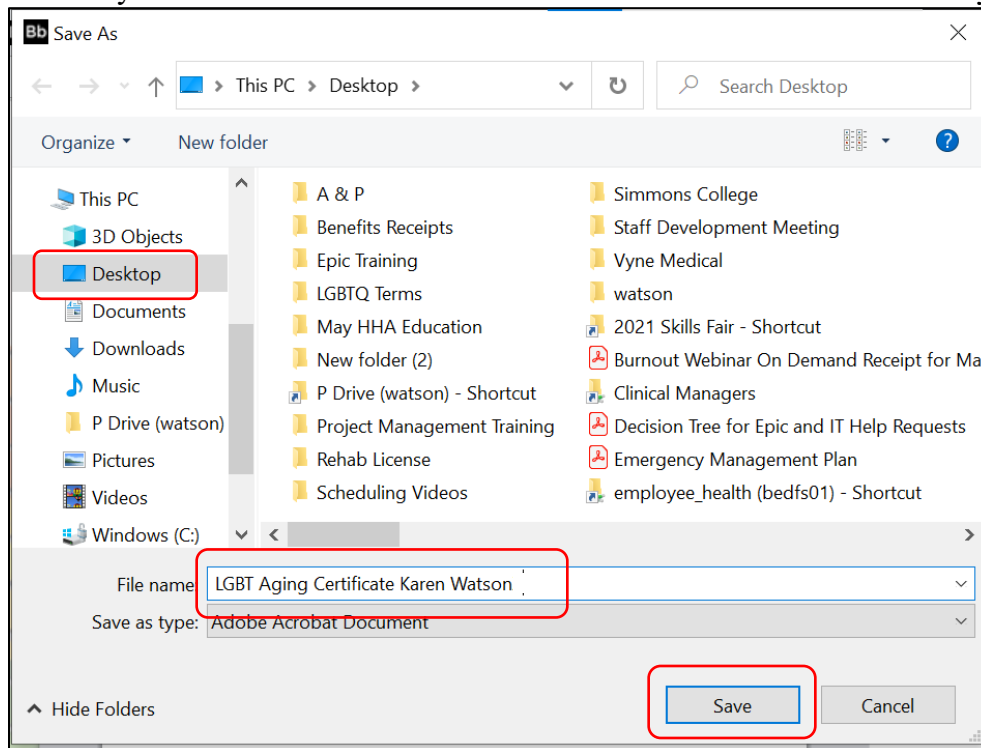 Bb Save As
This PC > Desktop >
Search Desktop
Organize
New folder
This PC
3D Objects
Desktop
Documents
Downloads
Music
P Drive (watson)
Pictures
Videos
Windows (C:)
A & P
Benefits Receipts
Epic Training
LGBTQ Terms
May HHA Education
New folder (2)
P Drive (watson) - Shortcut
Project Management Training
Rehab License
Scheduling Videos
Simmons College
Staff Development Meeting
Vyne Medical
watson
2021 Skills Fair - Shortcut
Burnout Webinar On Demand Receipt for Ma
Clinical Managers
Decision Tree for Epic and IT Help Requests
Emergency Management Plan
employee_health (bedfs01) - Shortcut
File name: LGBT Aging Certificate Karen Watson
Save as type: Adobe Acrobat Document
Hide Folders
Save
Cancel